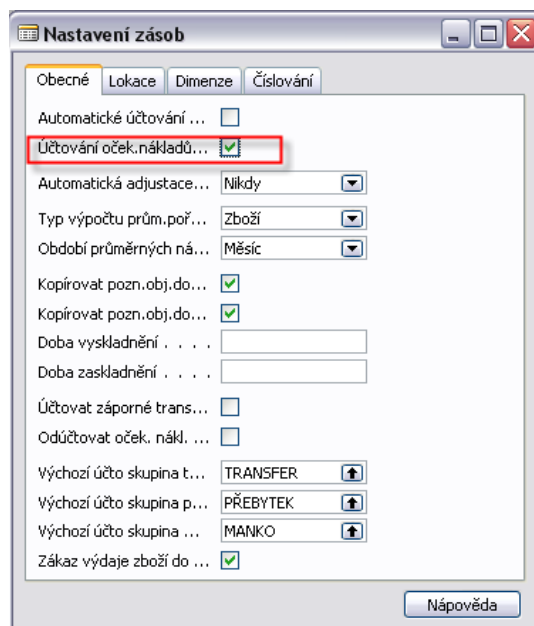 Nastavení zásob
Obecné Lokace Dimenze Číslování
Automatické účtování ...
Účtování oček.nákladů...
Automatická adjustace... Nikdy
Typ výpočtu prům.poř... Zboží
Období průměrných ná... Měsíc
Kopírovat pozn.obj.do...
Kopírovat pozn.obj.do...
Doba vyskladnění . . . .
Doba zaskladnění . . . .
Účtovat záporné trans...
Odúčtovat oček. nákl. ...
Výchozí účto skupina t... TRANSFER
Výchozí účto skupina p... PŘEBYTEK
Výchozí účto skupina ... MANKO
Zákaz výdaje zboží do ...
Nápověda